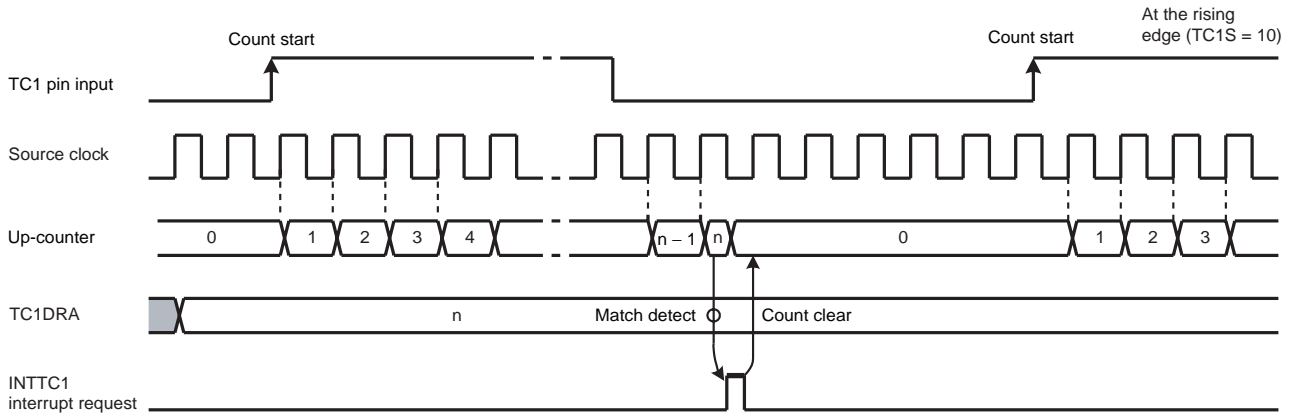 At the rising
edge (TC1S = 10)
Count start
Count start
TC1 pin input
Source clock
Up-counter
0
1
2
3
4
n − 1
n
0
1
2
3
TC1DRA
n
Match detect
Count clear
INTTC1
interrupt request